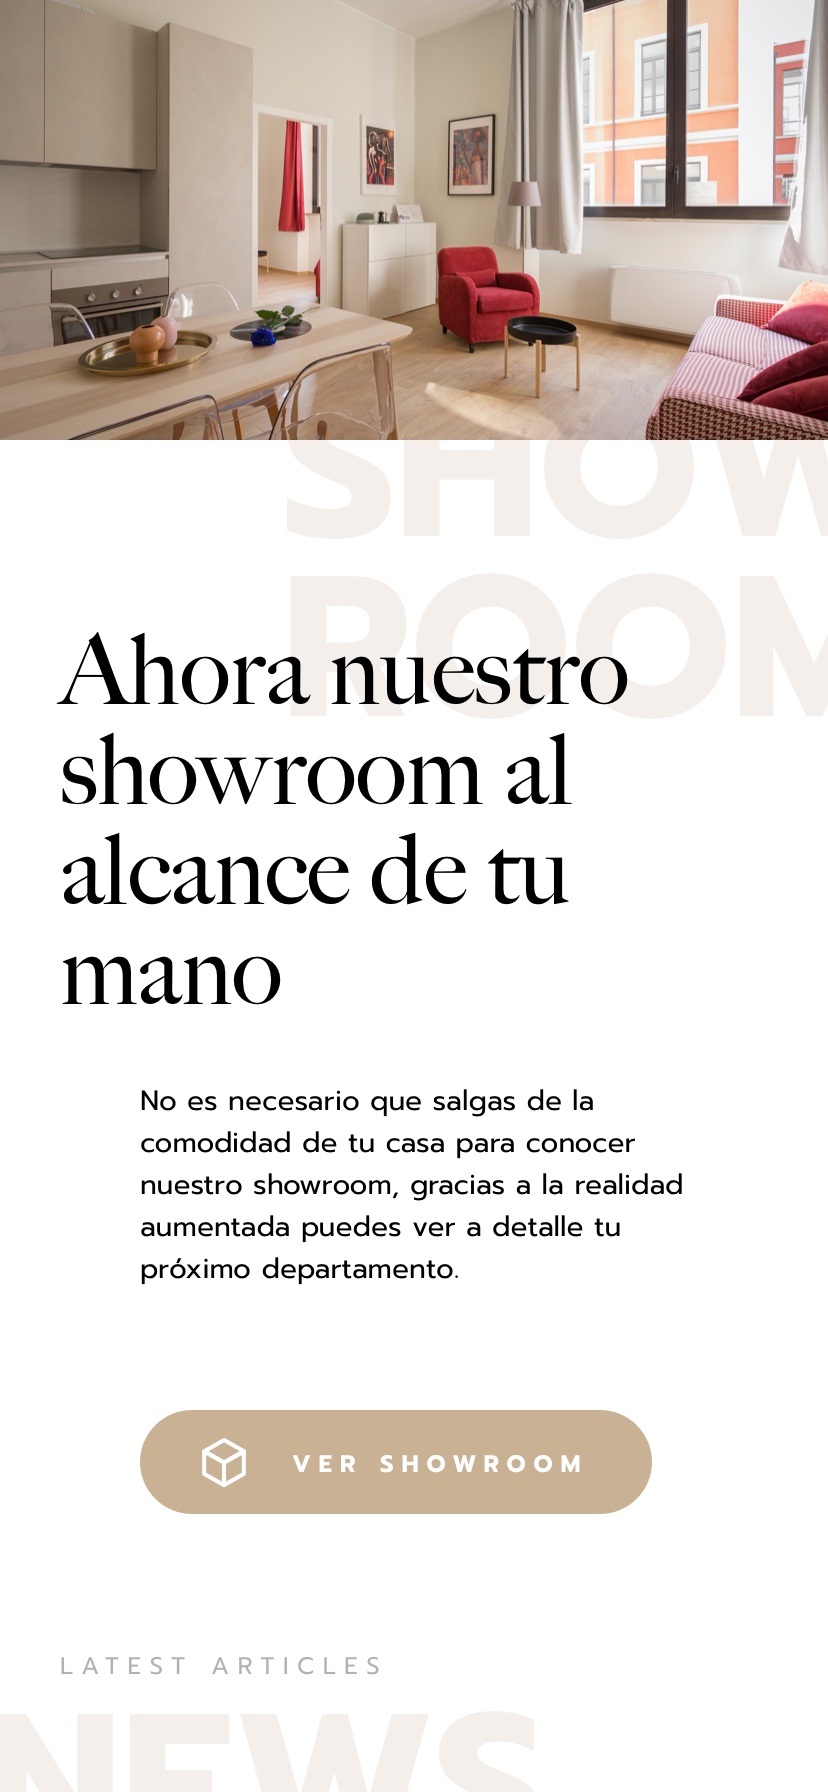 SHOW
ROOM
Ahora nuestro
showroom al
alcance de tu
mano
No es necesario que salgas de la
comodidad de tu casa para conocer
nuestro showroom, gracias a la realidad
aumentada puedes ver a detalle tu
próximo departamento.
VER SHOWROOM
LATEST ARTICLES
NEWS